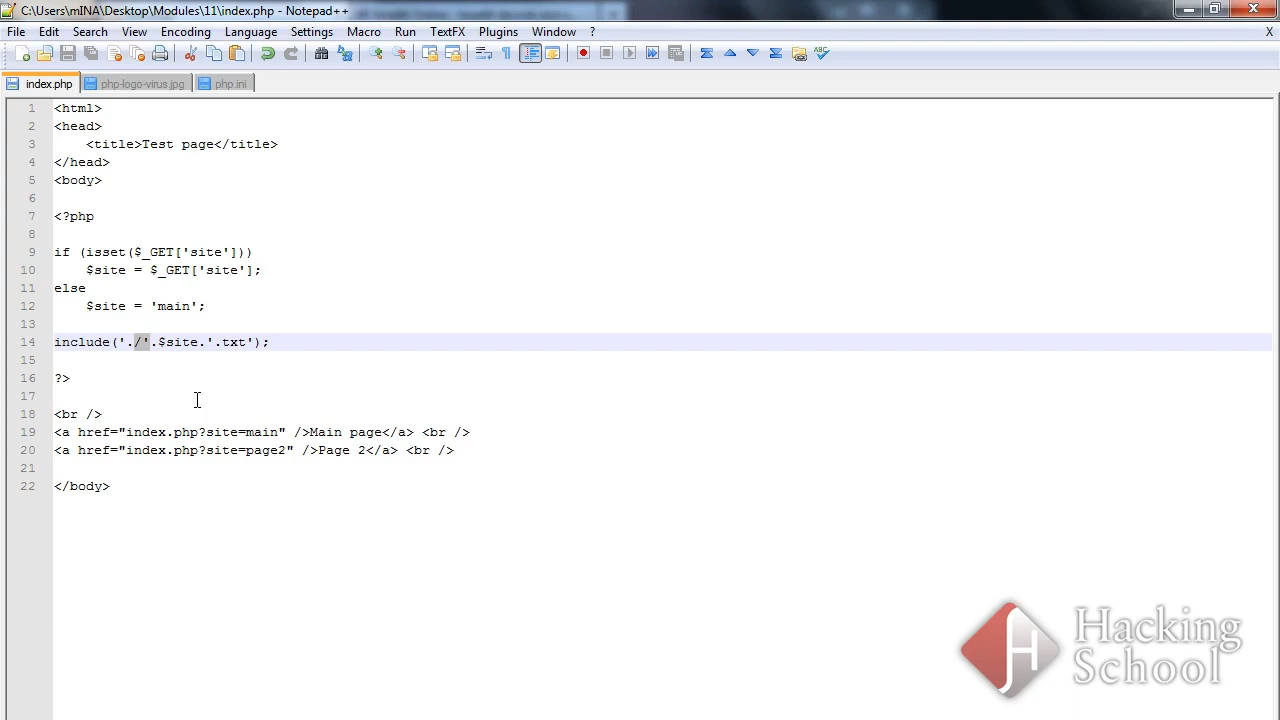 C:\Users\mINA\Desktop\Modules\11\index.php - Notepad++
File Edit Search View Encoding Language Settings Macro Run TextFX Plugins Window ? X
index.php php-logo-virus.jpg php.ini
1 <html>
2 <head>
3 <title>Test page</title>
4 </head>
5 <body>
6
7 <?php
8
9 if (isset($_GET['site']))
10 $site = $_GET['site'];
11 else
12 $site = 'main';
13
14 include('./'.$site.'.txt');
15
16 ?>
17
18 <br />
19 <a href="index.php?site=main" />Main page</a> <br />
20 <a href="index.php?site=page2" />Page 2</a> <br />
21
22 </body>
Hacking
School